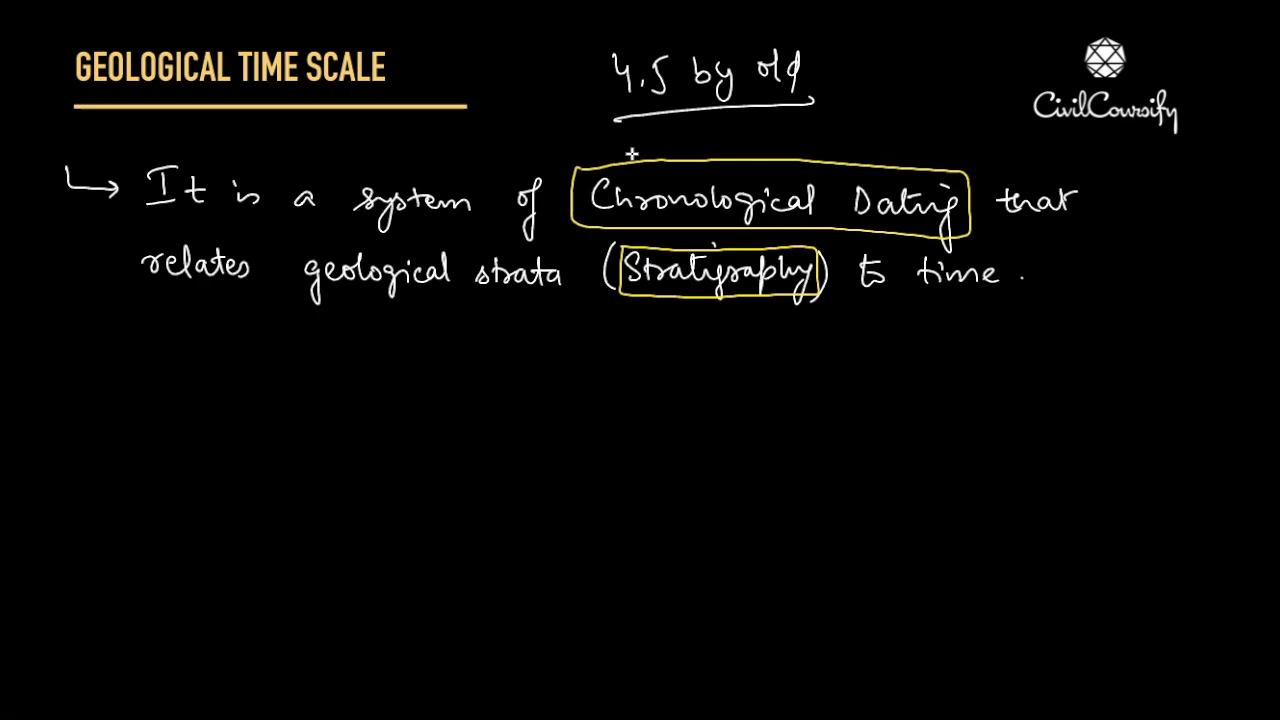 GEOLOGICAL TIME SCALE
4.5 by old
CivilCoursify
It is a system of Chronological Dating that
relates geological strata (Stratigraphy) to time.